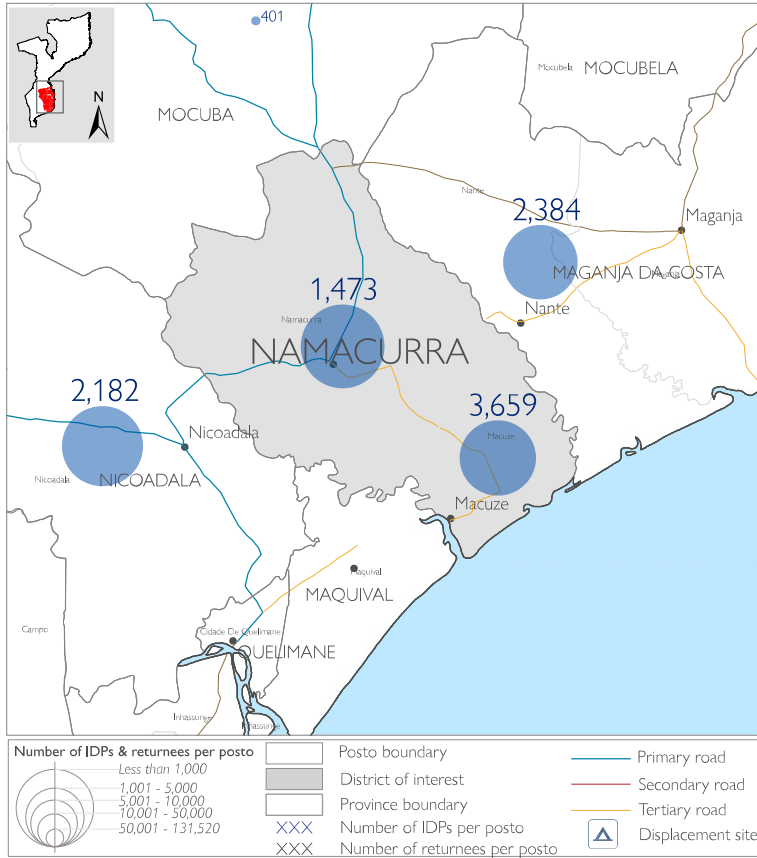 401
Mocubela MOCUBELA
N
MOCUBA
Nante
2,384
Maganja
MAGANJA DA COSTA
1,473
Nante
Namacurra
NAMACURRA
2,182
3,659
Nicoadala
Macuze
Nicoadala NICOADALA
Macuze
Maquival
MAQUIVAL
Campo
Cidade De Quelimane
QUELIMANE
Inhassunge
Inhassunge
Number of IDPs & returnees per posto
Less than 1,000
1,001 - 5,000
5,001 - 10,000
10,001 - 50,000
50,001 - 131,520
Posto boundary
District of interest
Province boundary
XXX Number of IDPs per posto
XXX Number of returnees per posto
Primary road
Secondary road
Tertiary road
Displacement site